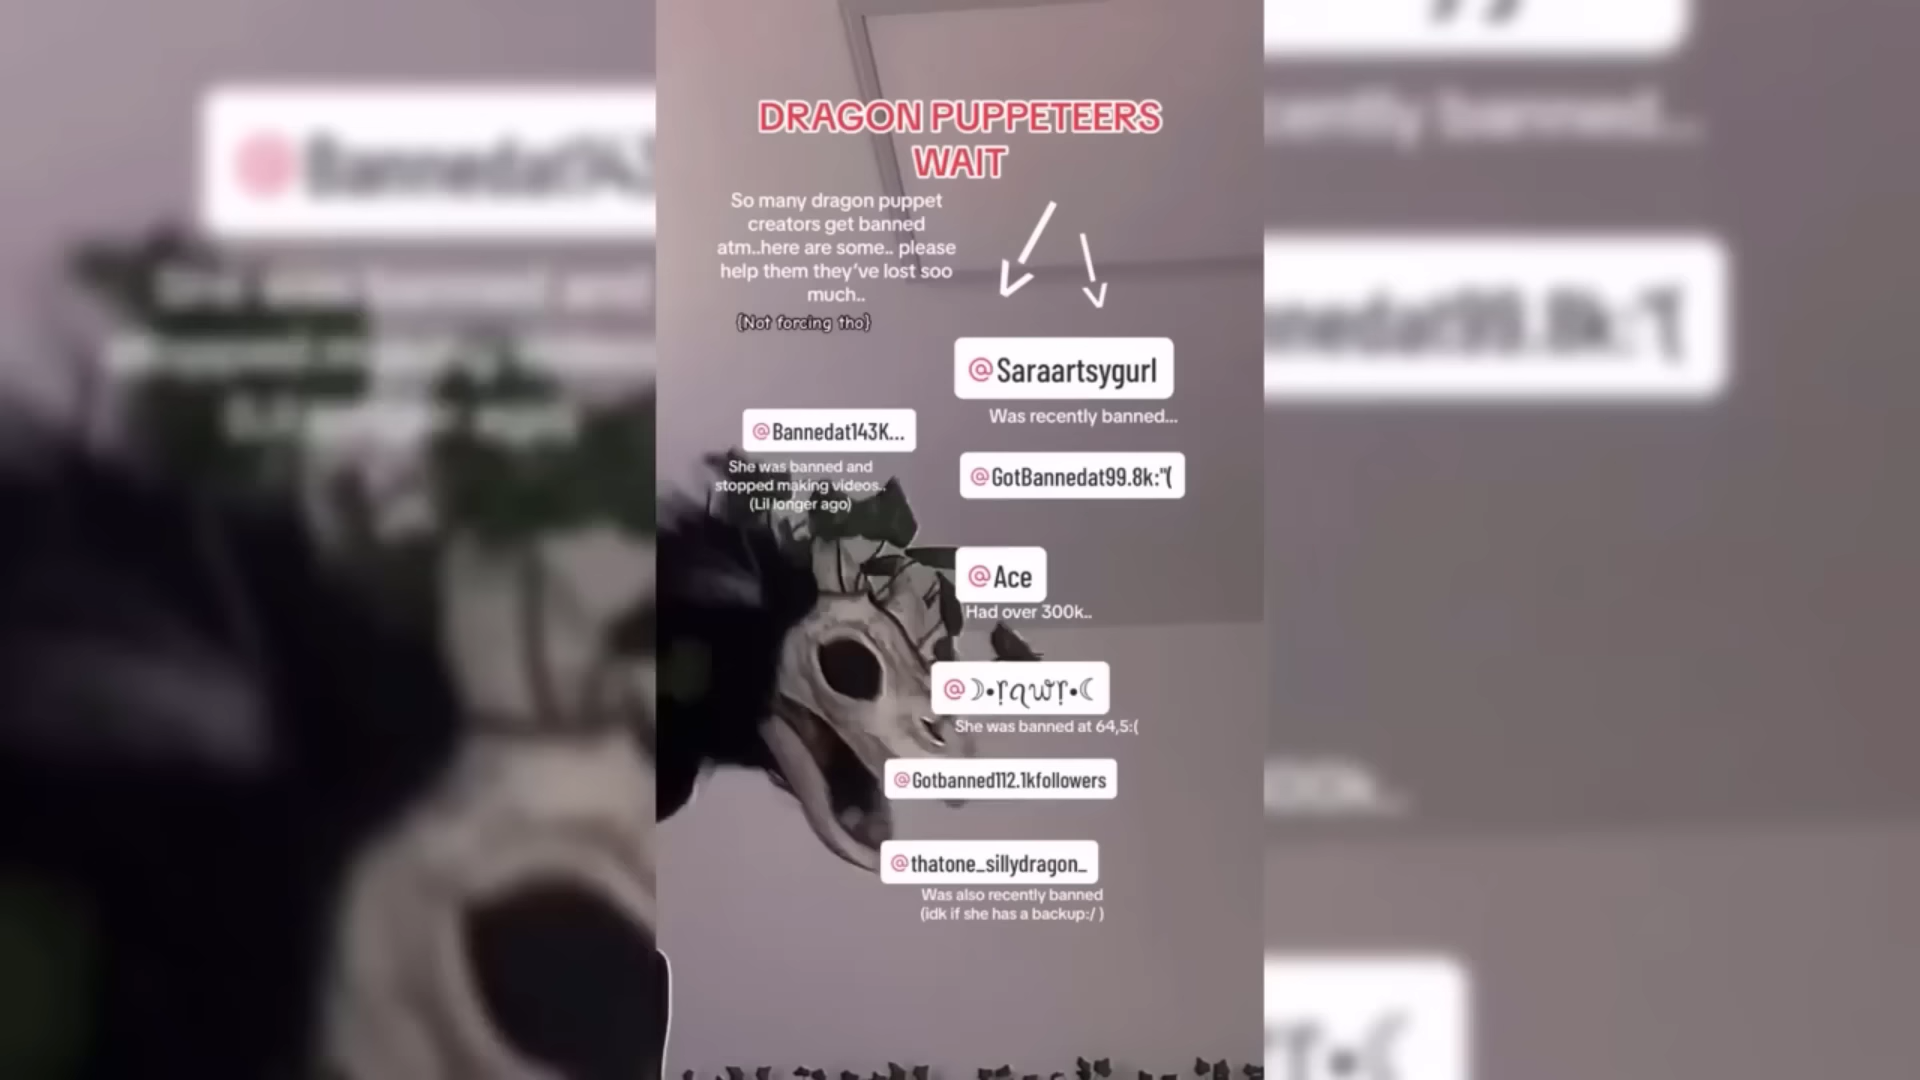 DRAGON PUPPETEERS
WAIT
So many dragon puppet
creators get banned
atm..here are some.. please
help them they've lost soo
much..
{Not forcing tho}
@Saraartsygurl
Was recently banned...
@Bannedat143K...
She was banned and
stopped making videos..
(Lil longer ago)
@GotBannedat99.8k:"(
@Ace
Had over 300k..
@☽•ɼąwɼ•☾
She was banned at 64,5:(
@Gotbanned112.1kfollowers
@thatone_sillydragon_
Was also recently banned
(idk if she has a backup:/ )